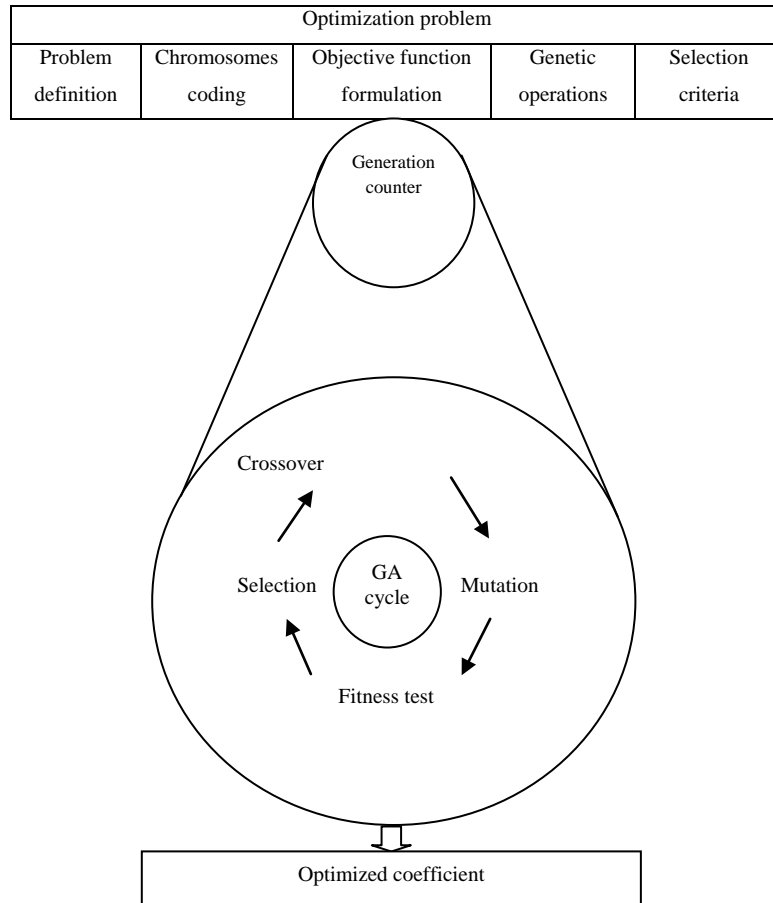 Optimization problem
Problem
definition
Chromosomes
coding
Objective function
formulation
Genetic
operations
Selection
criteria
Generation
counter
Crossover
Selection
GA
cycle
Mutation
Fitness test
Optimized coefficient